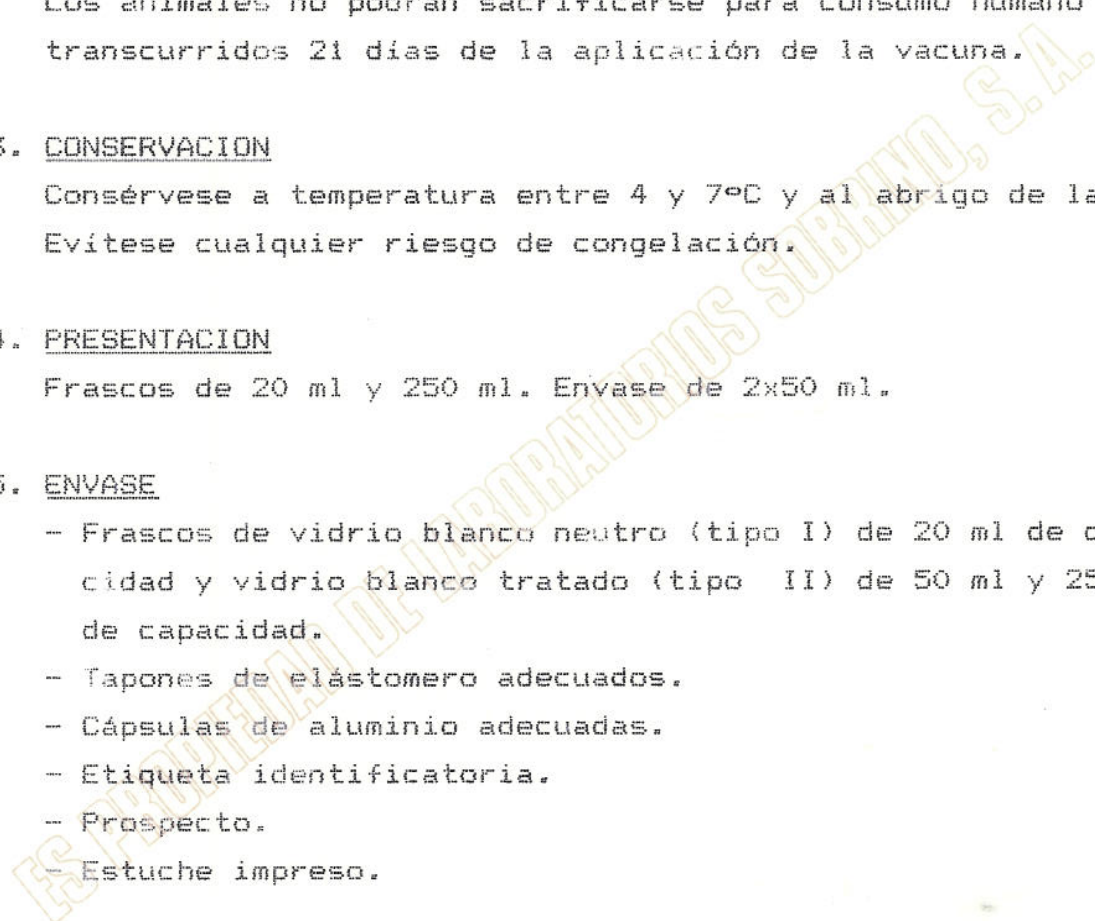 Los animales no podrán sacrificarse para consumo humano
transcurridos 21 días de la aplicación de la vacuna.
3. CONSERVACION
Consérvese a temperatura entre 4 y 7ºC y al abrigo de la
Evítese cualquier riesgo de congelación.
4. PRESENTACION
Frascos de 20 ml y 250 ml. Envase de 2x50 ml.
5. ENVASE
- Frascos de vidrio blanco neutro (tipo I) de 20 ml de c
cidad y vidrio blanco tratado (tipo II) de 50 ml y 25
de capacidad.
- Tapones de elástomero adecuados.
- Cápsulas de aluminio adecuadas.
- Etiqueta identificatoria.
- Prospecto.
- Estuche impreso.
ES PROPIEDAD DE LABORATORIOS SOBRINO, S. A.